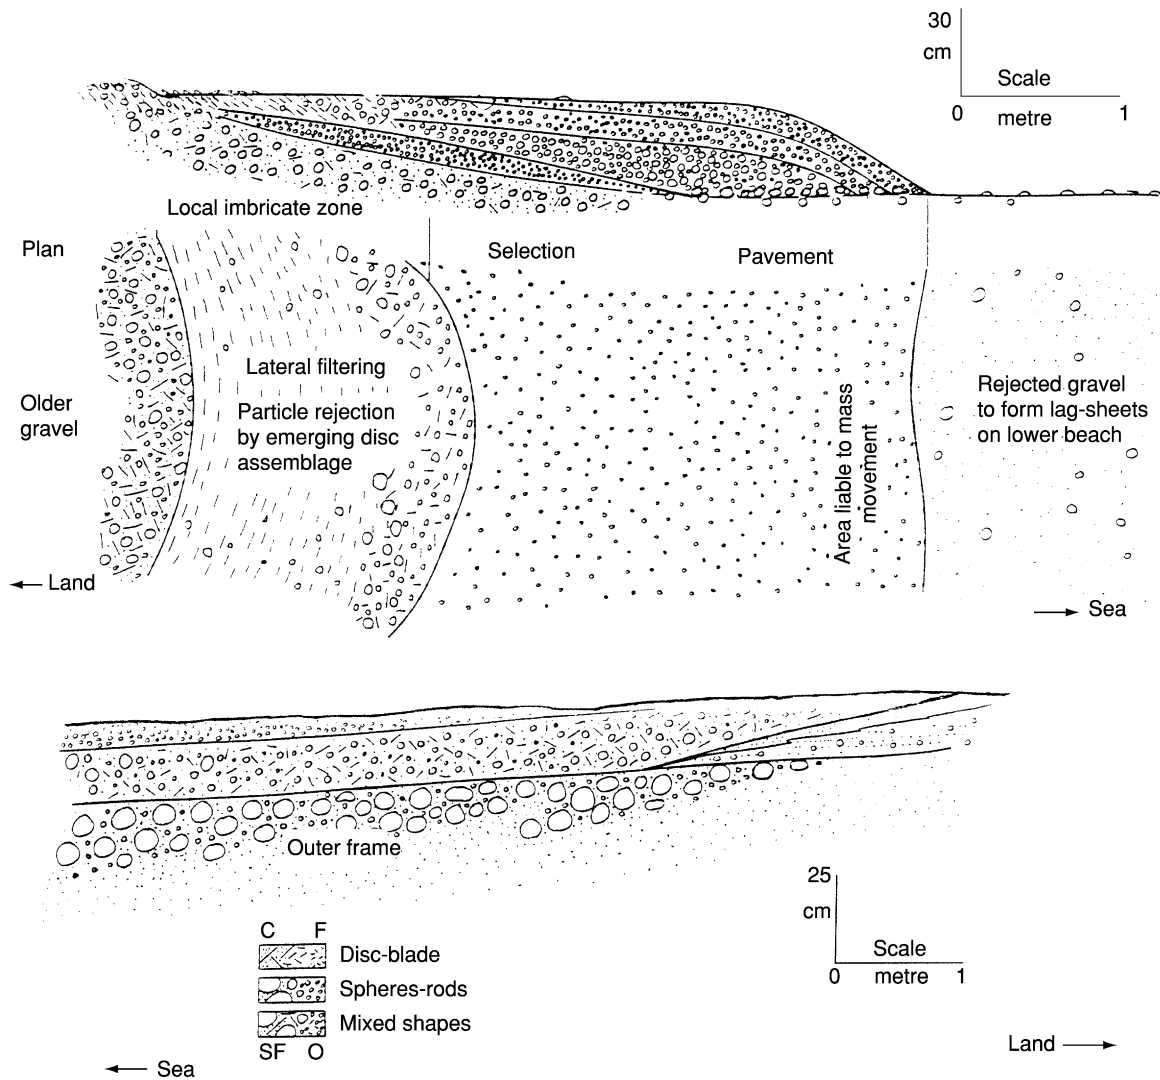 30
cm
Scale
0
1
metre
Local imbricate zone
Plan
Selection
Pavement
Lateral filtering
Particle rejection
by emerging disc
assemblage
Older
gravel
Area liable to mass
movement
Rejected gravel
to form lag-sheets
on lower beach
Land
Sea
Outer frame
25
cm
Scale
0
metre
1
C F
Disc-blade
Spheres-rods
Mixed shapes
SF O
Land
Sea